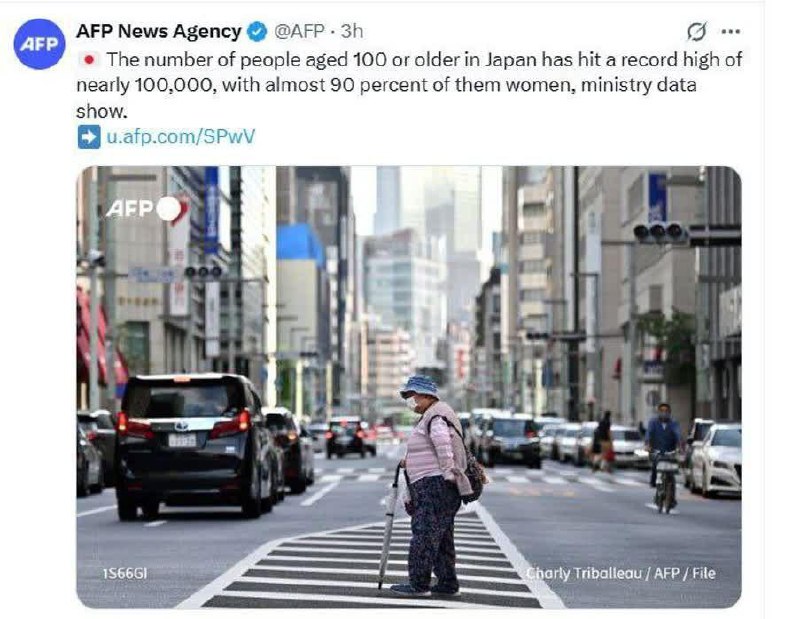 AFP
AFP News Agency @AFP · 3h
🇯🇵 The number of people aged 100 or older in Japan has hit a record high of
nearly 100,000, with almost 90 percent of them women, ministry data
show.
➡️ u.afp.com/SPwV
AFP
1S66GI
Charly Triballeau / AFP / File